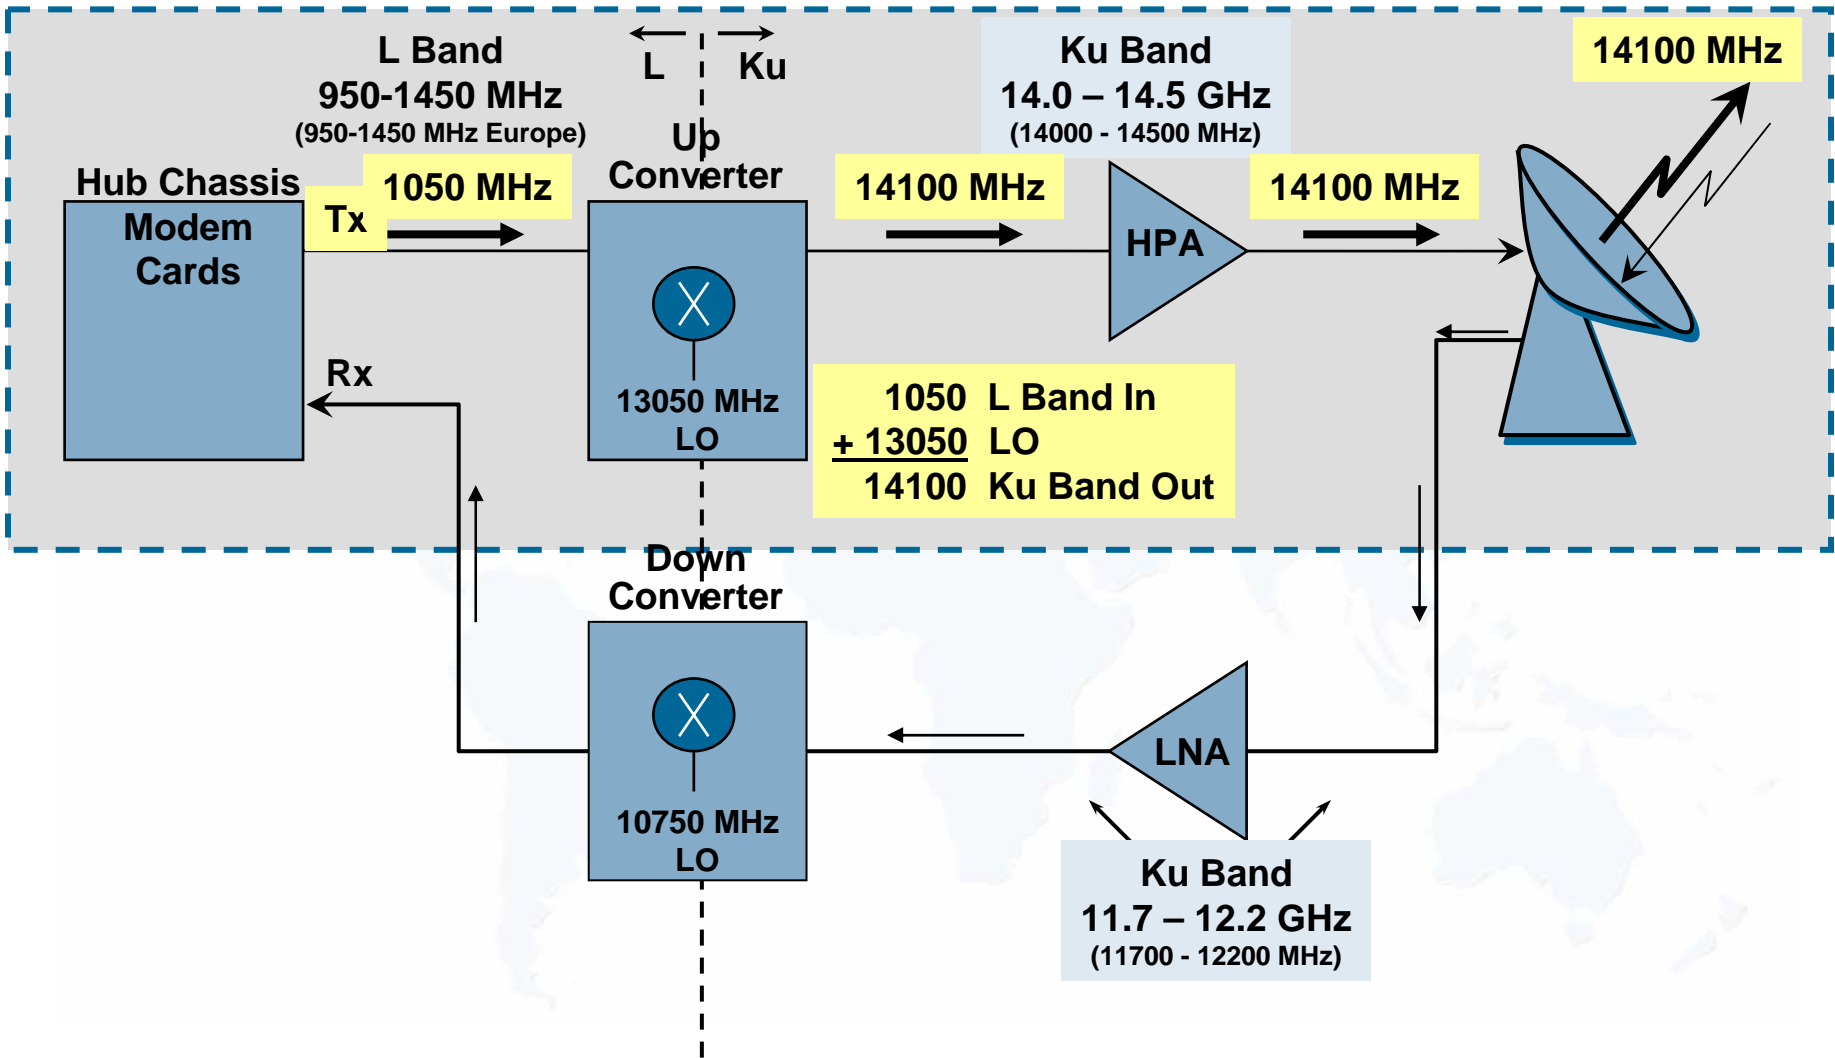 L Band
950-1450 MHz
(950-1450 MHz Europe)
L
Ku
Ku Band
14.0 – 14.5 GHz
(14000 - 14500 MHz)
14100 MHz
Up
Converter
Hub Chassis
Modem
Cards
Tx
1050 MHz
14100 MHz
HPA
14100 MHz
Rx
13050 MHz
LO
1050 L Band In
+ 13050 LO
14100 Ku Band Out
Down
Converter
10750 MHz
LO
LNA
Ku Band
11.7 – 12.2 GHz
(11700 - 12200 MHz)